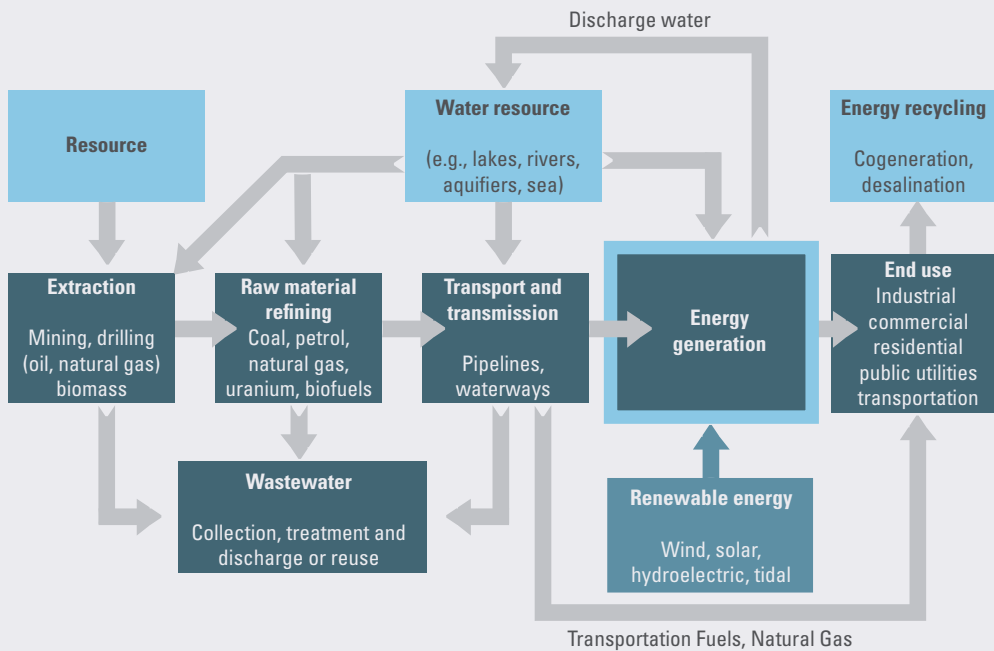 Discharge water
Resource
Water resource
(e.g., lakes, rivers,
aquifiers, sea)
Energy recycling
Cogeneration,
desalination
Extraction
Mining, drilling
(oil, natural gas)
biomass
Raw material
refining
Coal, petrol,
natural gas,
uranium, biofuels
Transport and
transmission
Pipelines,
waterways
Energy
generation
End use
Industrial
commercial
residential
public utilities
transportation
Wastewater
Collection, treatment and
discharge or reuse
Renewable energy
Wind, solar,
hydroelectric, tidal
Transportation Fuels, Natural Gas